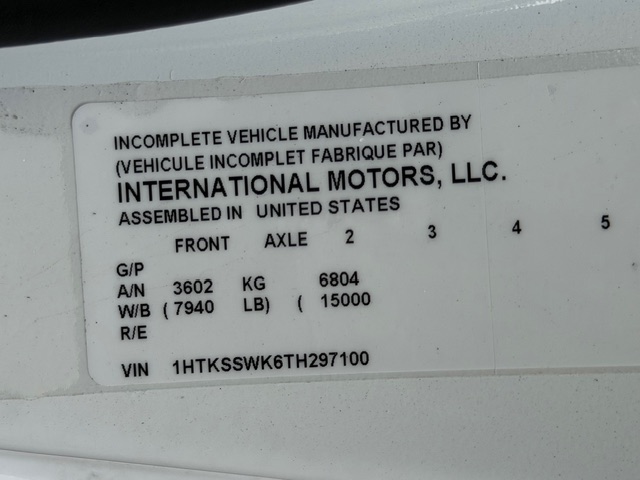 INCOMPLETE VEHICLE MANUFACTURED BY
(VEHICULE INCOMPLET FABRIQUE PAR)
INTERNATIONAL MOTORS, LLC.
ASSEMBLED IN UNITED STATES
FRONT AXLE 2 3 4 5
G/P
A/N 3602 KG 6804
W/B ( 7940 LB) ( 15000
R/E
VIN 1HTKSSWK6TH297100